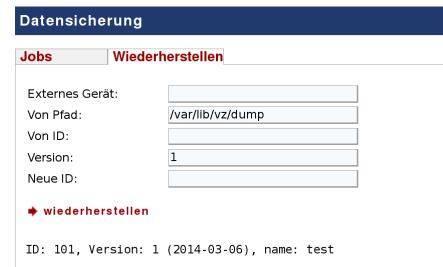 Datensicherung
Jobs Wiederherstellen
Externes Gerät:
Von Pfad: /var/lib/vz/dump
Von ID:
Version: 1
Neue ID:
wiederherstellen
ID: 101, Version: 1 (2014-03-06), name: test